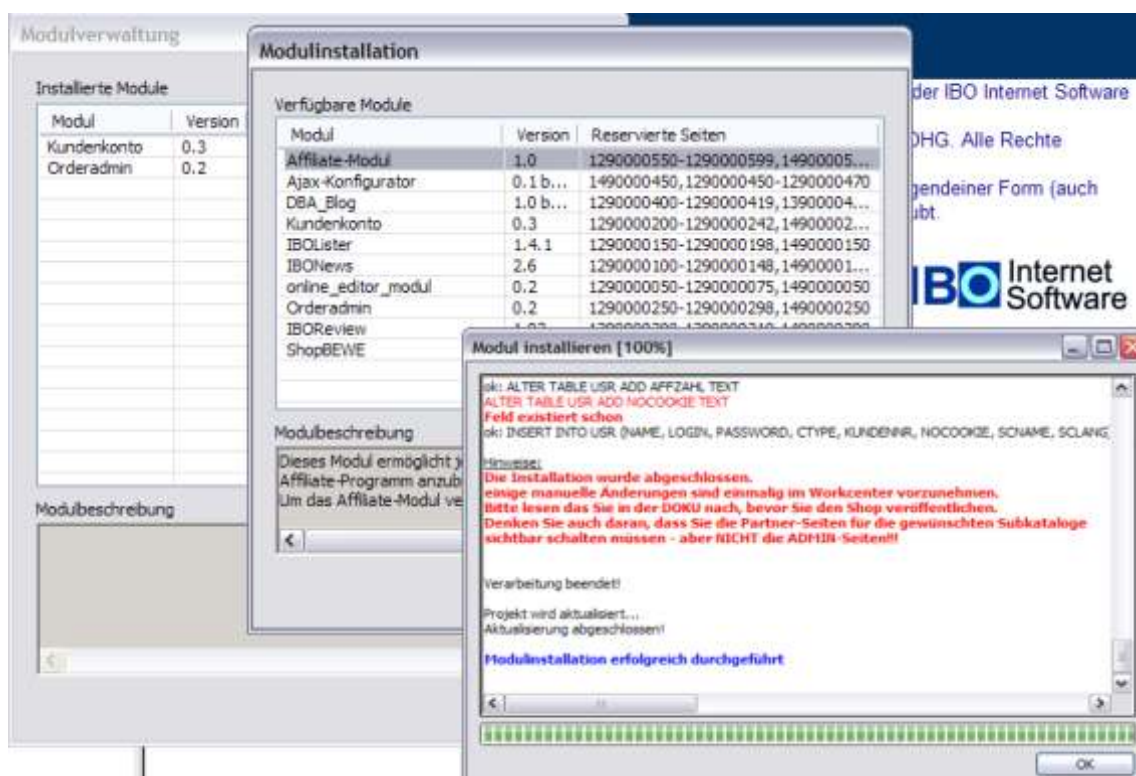 Modulverwaltung
Installierte Module
Modul Version
Kundenkonto 0.3
Orderadmin 0.2
Modulbeschreibung
Modulinstallation
Verfügbare Module
Modul Version Reservierte Seiten
Affiliate-Modul 1.0 1290000550-1290000599,14900005...
Ajax-Konfigurator 0.1 b... 1490000450,1290000450-1290000470
DBA_Blog 1.0 b... 1290000400-1290000419,13900004...
Kundenkonto 0.3 1290000200-1290000242,14900002...
IBOLister 1.4.1 1290000150-1290000198,1490000150
IBONews 2.6 1290000100-1290000148,14900001...
online_editor_modul 0.2 1290000050-1290000075,1490000050
Orderadmin 0.2 1290000250-1290000298,1490000250
IBOReview
ShopBEWE
Modulbeschreibung
Dieses Modul ermöglicht
Affiliate-Programm anzub
Um das Affiliate-Modul ve
der IBO Internet Software
OHG. Alle Rechte
gendeiner Form (auch
ubt.
IBO Internet
Software
Modul installieren [100%]
ok: ALTER TABLE USR ADD AFFZAHL TEXT
ALTER TABLE USR ADD NOCOOKIE TEXT
Feld existiert schon
ok: INSERT INTO USR (NAME, LOGIN, PASSWORD, CTYPE, KUNDENNR, NOCOOKIE, SCNAME, SCLANG,
Hinweise:
Die Installation wurde abgeschlossen.
einige manuelle Änderungen sind einmalig im Workcenter vorzunehmen.
Bitte lesen das Sie in der DOKU nach, bevor Sie den Shop veröffentlichen.
Denken Sie auch daran, dass Sie die Partner-Seiten für die gewünschten Subkataloge
sichtbar schalten müssen - aber NICHT die ADMIN-Seiten!!!
Verarbeitung beendet!
Projekt wird aktualisiert...
Aktualisierung abgeschlossen!
Modulinstallation erfolgreich durchgeführt
OK